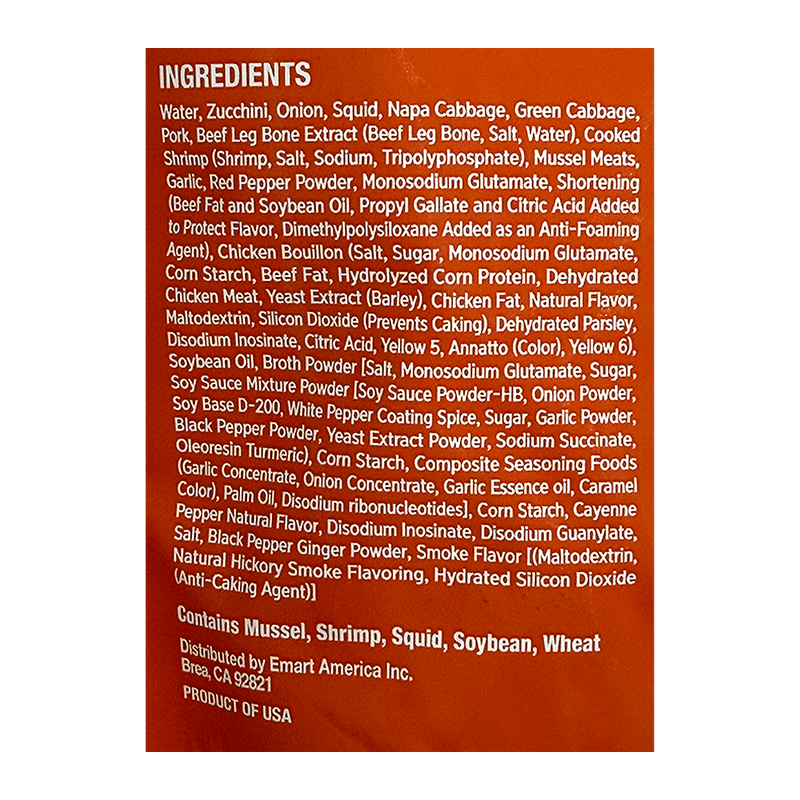 INGREDIENTS
Water, Zucchini, Onion, Squid, Napa Cabbage, Green Cabbage,
Pork, Beef Leg Bone Extract (Beef Leg Bone, Salt, Water), Cooked
Shrimp (Shrimp, Salt, Sodium, Tripolyphosphate), Mussel Meats,
Garlic, Red Pepper Powder, Monosodium Glutamate, Shortening
(Beef Fat and Soybean Oil, Propyl Gallate and Citric Acid Added
to Protect Flavor, Dimethylpolysiloxane Added as an Anti-Foaming
Agent), Chicken Bouillon (Salt, Sugar, Monosodium Glutamate,
Corn Starch, Beef Fat, Hydrolyzed Corn Protein, Dehydrated
Chicken Meat, Yeast Extract (Barley), Chicken Fat, Natural Flavor,
Maltodextrin, Silicon Dioxide (Prevents Caking), Dehydrated Parsley,
Disodium Inosinate, Citric Acid, Yellow 5, Annatto (Color), Yellow 6),
Soybean Oil, Broth Powder [Salt, Monosodium Glutamate, Sugar,
Soy Sauce Mixture Powder [Soy Sauce Powder-HB, Onion Powder,
Soy Base D-200, White Pepper Coating Spice, Sugar, Garlic Powder,
Black Pepper Powder, Yeast Extract Powder, Sodium Succinate,
Oleoresin Turmeric), Corn Starch, Composite Seasoning Foods
(Garlic Concentrate, Onion Concentrate, Garlic Essence oil, Caramel
Color), Palm Oil, Disodium ribonucleotides], Corn Starch, Cayenne
Pepper Natural Flavor, Disodium Inosinate, Disodium Guanylate,
Salt, Black Pepper Ginger Powder, Smoke Flavor [(Maltodextrin,
Natural Hickory Smoke Flavoring, Hydrated Silicon Dioxide
(Anti-Caking Agent)]
Contains Mussel, Shrimp, Squid, Soybean, Wheat
Distributed by Emart America Inc.
Brea, CA 92821
PRODUCT OF USA